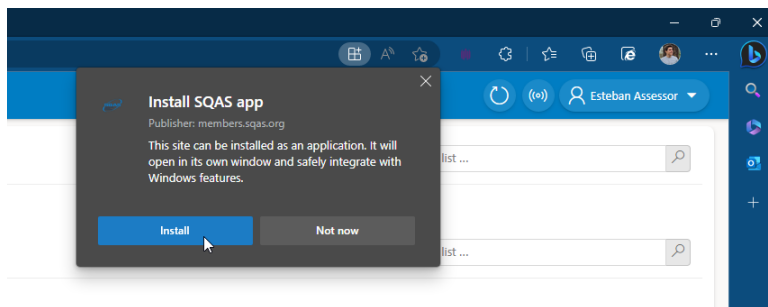 Install SQAS app
Publisher: members.sqas.org
This site can be installed as an application. It will
open in its own window and safely integrate with
Windows features.
Install
Not now
Esteban Assessor
list ...
list ...